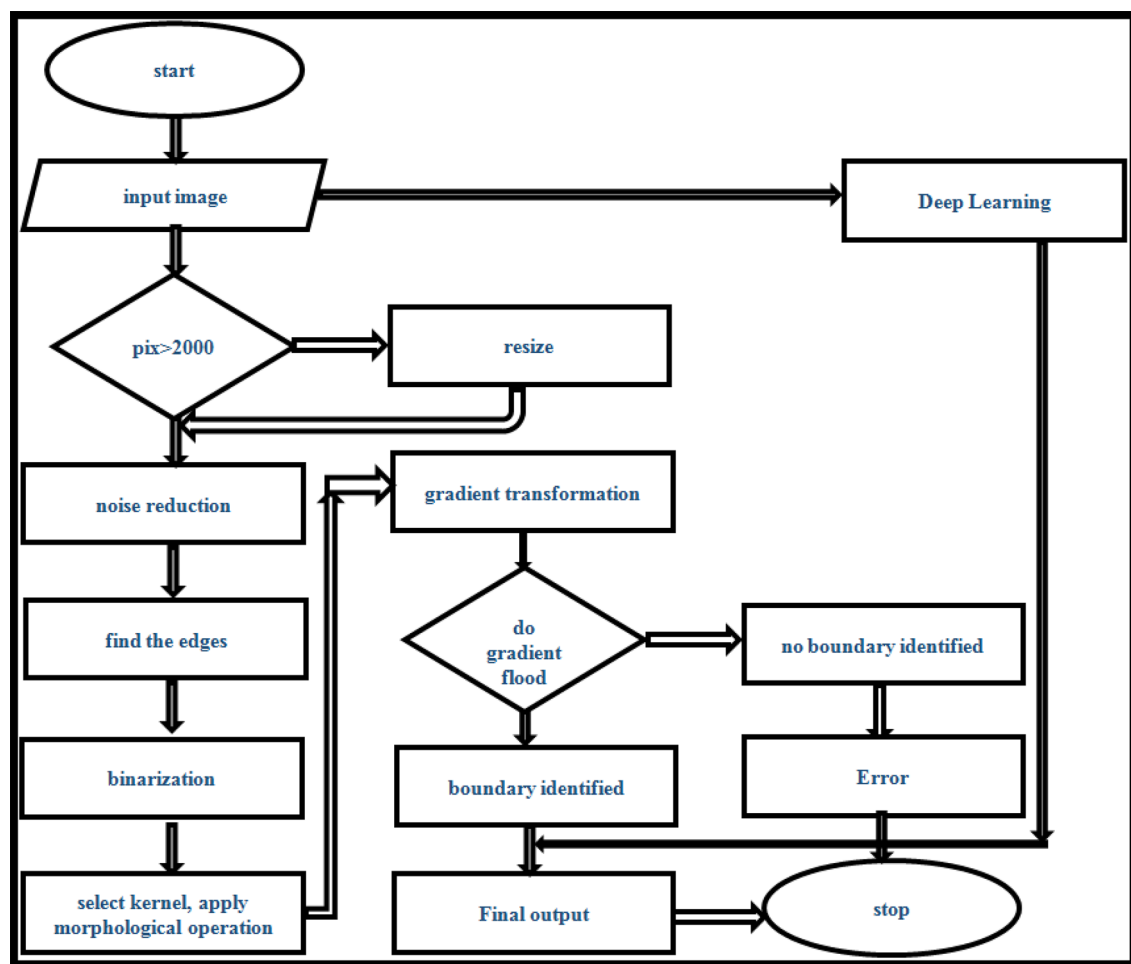 start
input image
Deep Learning
pix>2000
resize
noise reduction
gradient transformation
find the edges
do
gradient
flood
no boundary identified
binarization
boundary identified
Error
select kernel, apply
morphological operation
Final output
stop